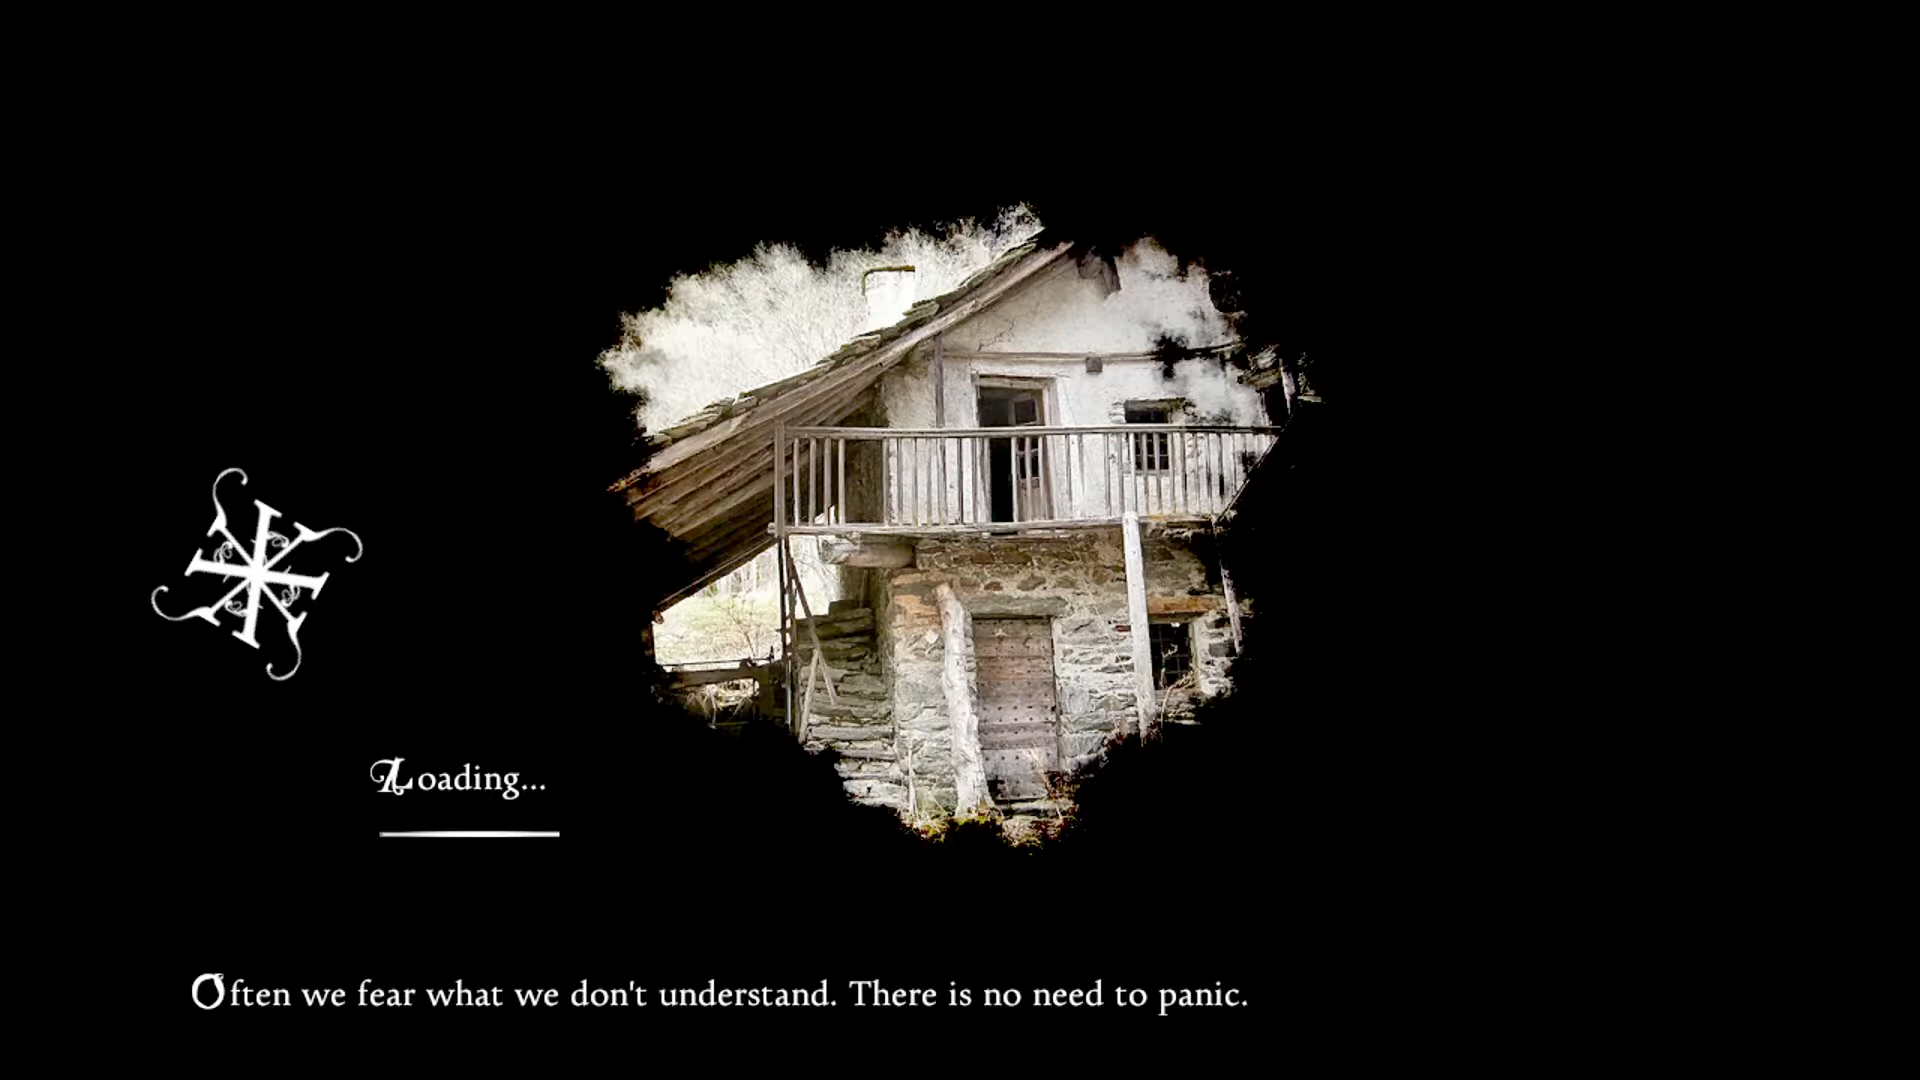 Loading...
Often we fear what we don't understand. There is no need to panic.